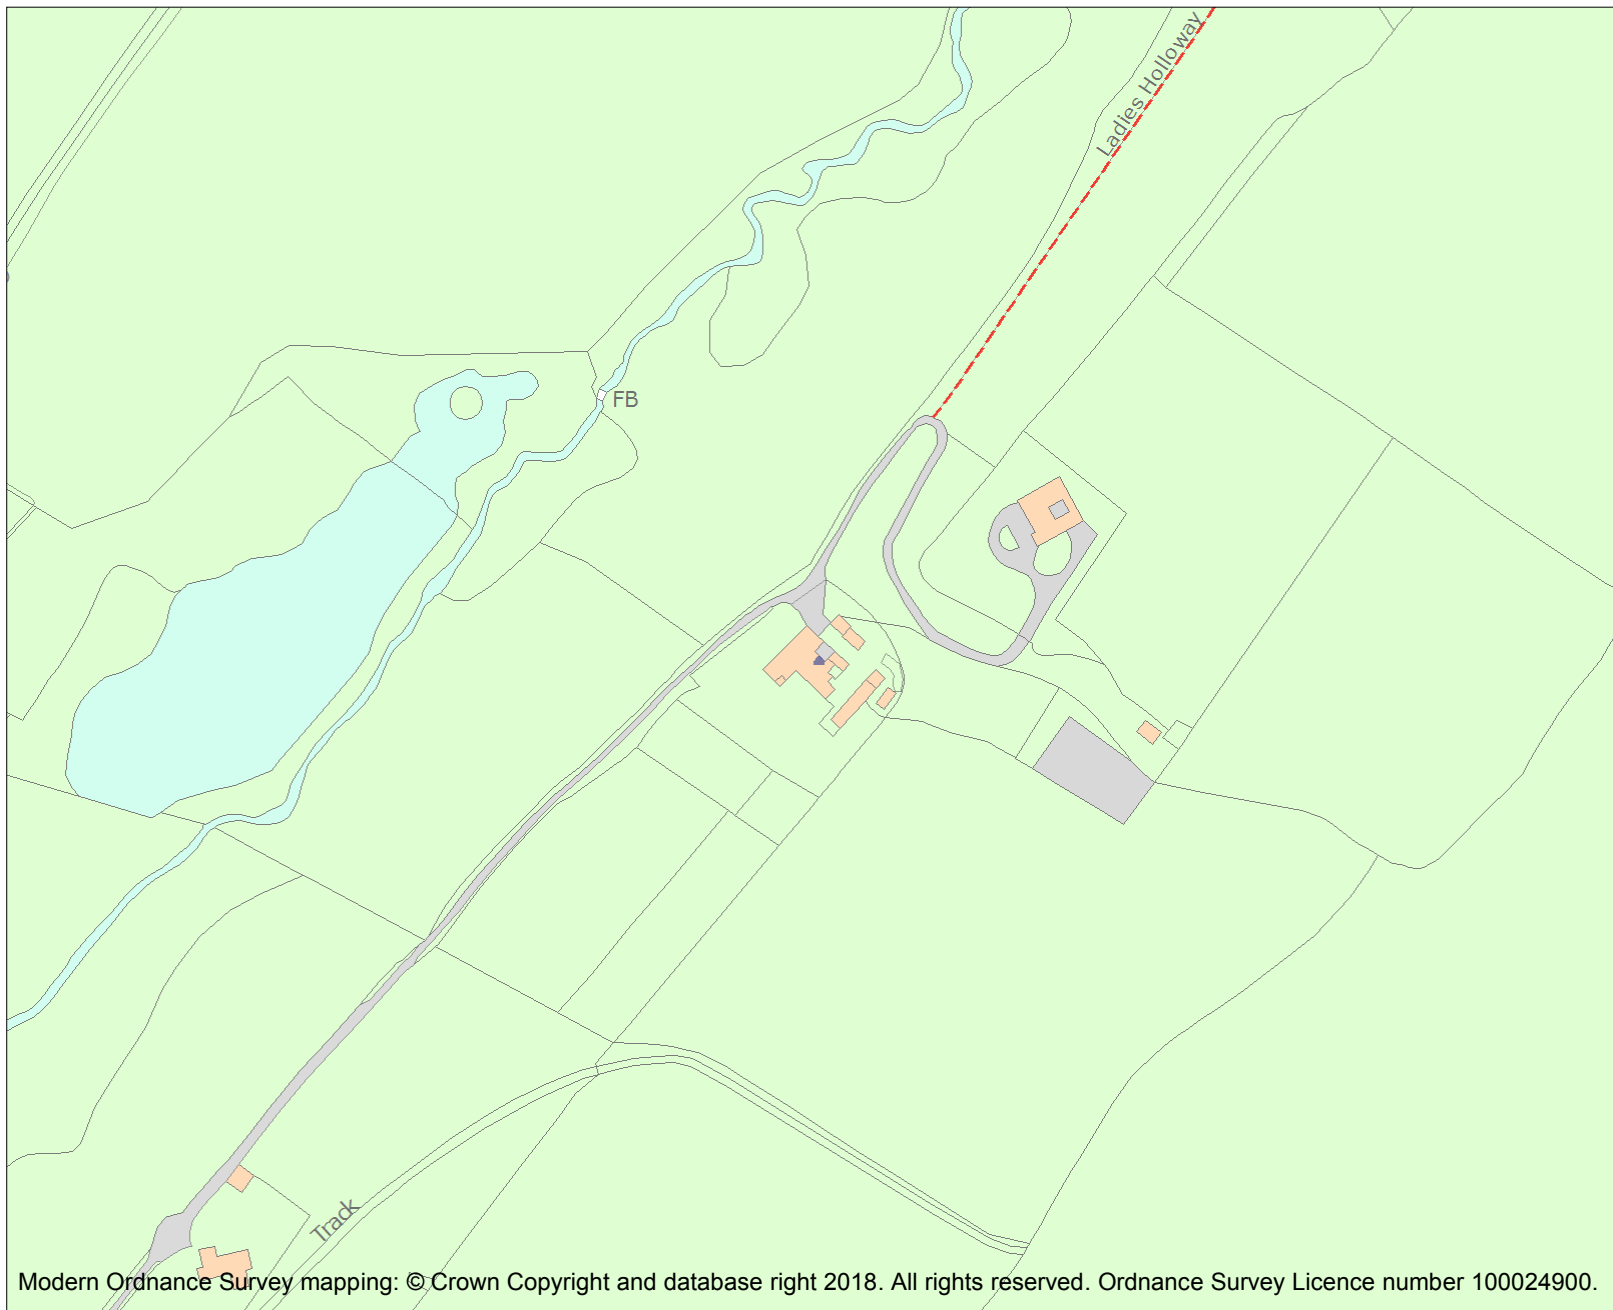 Ladies Holloway
FB
Track
Modern Ordnance Survey mapping: © Crown Copyright and database right 2018. All rights reserved. Ordnance Survey Licence number 100024900.